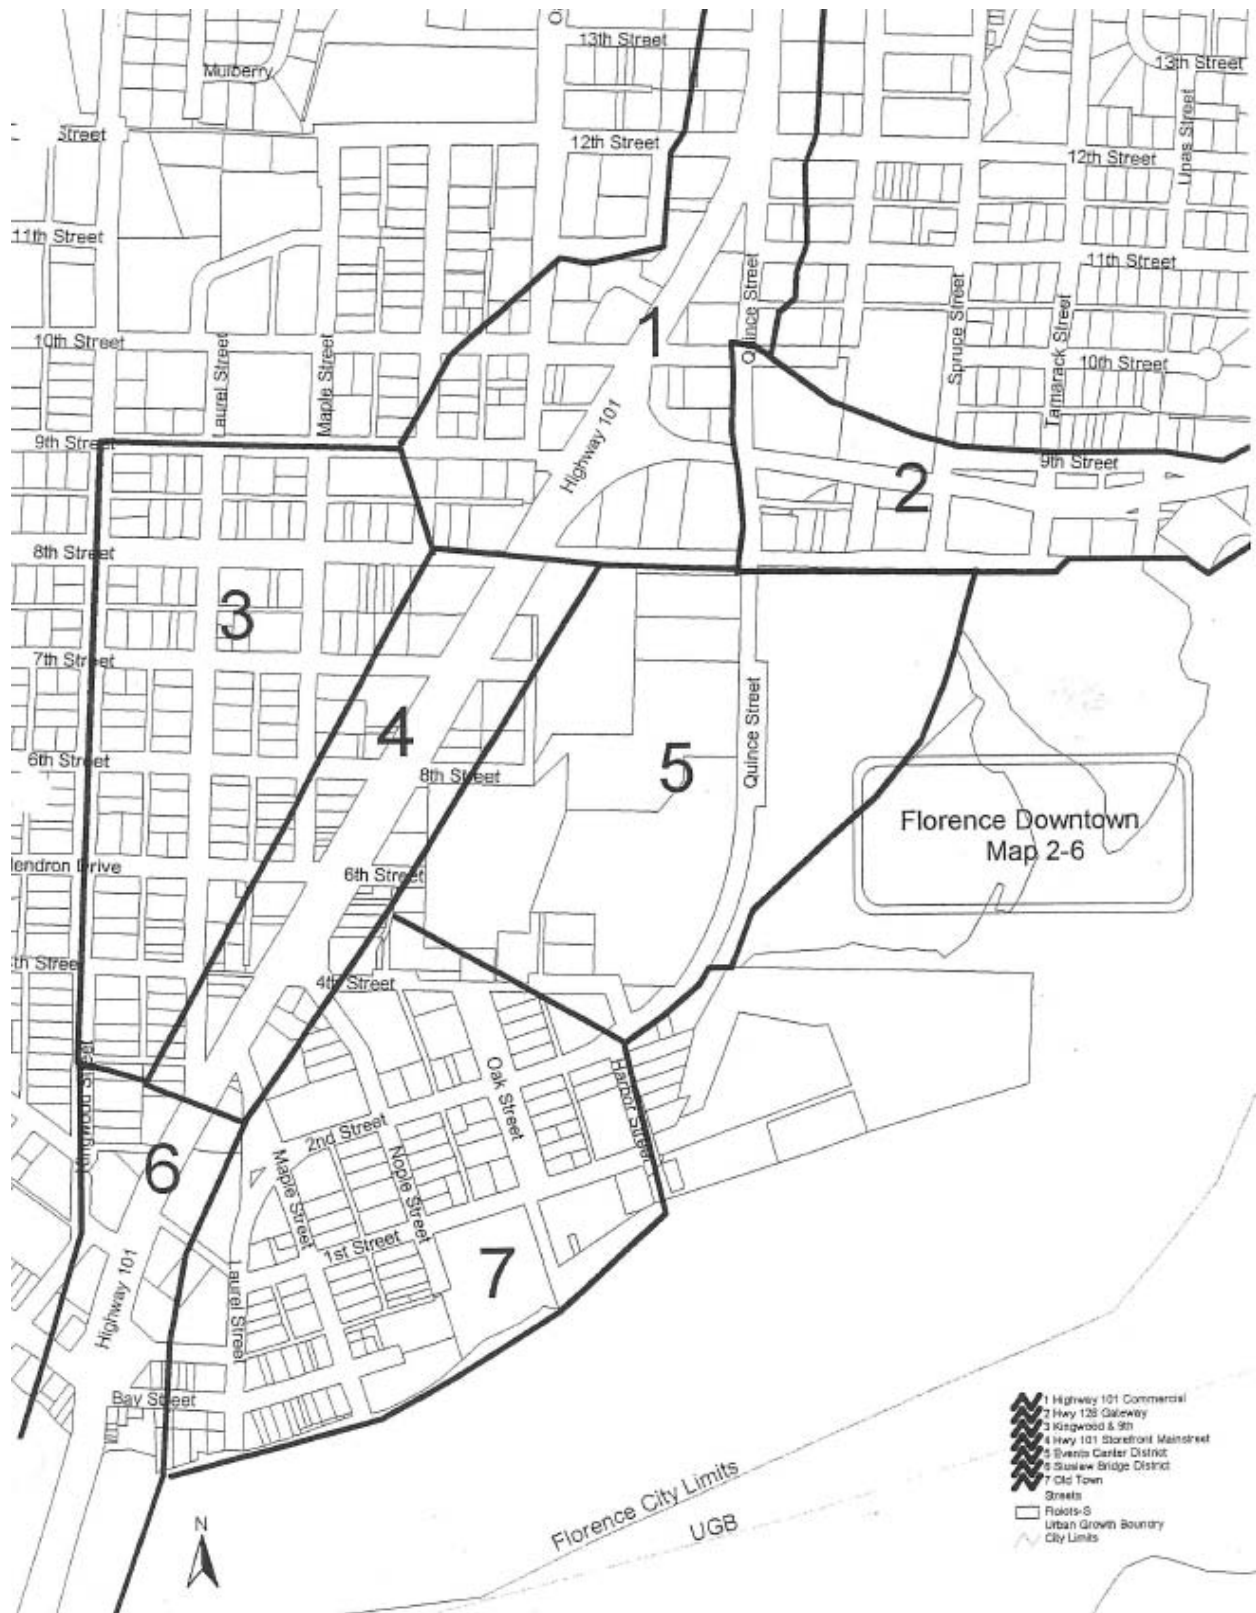 13th Street
Mulberry
13th Street
Street
12th Street
12th Street
Upas Street
11th Street
11th Street
Quince Street
Spruce Street
Tamarack Street
1
10th Street
10th Street
Laurel Street
Maple Street
Highway 101
9th Street
9th Street
2
8th Street
3
7th Street
Quince Street
4
5
6th Street
8th Street
Florence Downtown
Map 2-6
lendron Drive
6th Street
4th Street
Oak Street
Harbor Street
2nd Street
6
Maple Street
Nople Street
1st Street
7
Highway 101
Laurel Street
Bay Street
1 Highway 101 Commercial
2 Hwy 126 Gateway
3 Kingwood & 9th
4 Hwy 101 Storefront Mainstreet
5 Events Center District
6 Siuslaw Bridge District
7 Old Town
Streets
Urban Growth Boundry
City Limits
Florence City Limits
UGB
N